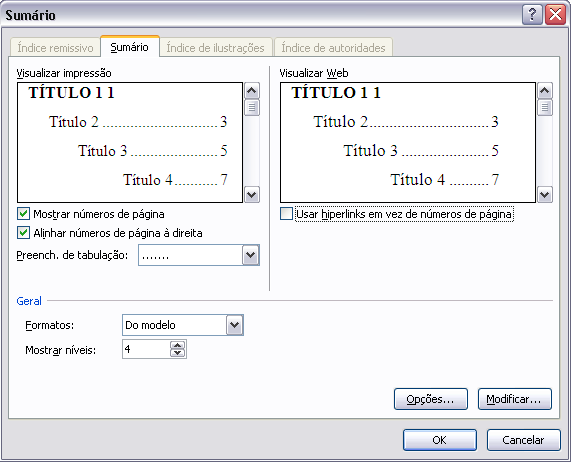 Sumário
Índice remissivo Sumário Índice de ilustrações Índice de autoridades
Visualizar impressão
TÍTULO 1 1
Título 2 ............................ 3
Título 3 ..................... 5
Título 4 ........... 7
Mostrar números de página
Alinhar números de página à direita
Preench. de tabulação: .......
Visualizar Web
TÍTULO 1 1
Título 2 ............................ 3
Título 3 ..................... 5
Título 4 .......... 7
Usar hiperlinks em vez de números de página
Geral
Formatos: Do modelo
Mostrar níveis: 4
Opções... Modificar...
OK Cancelar